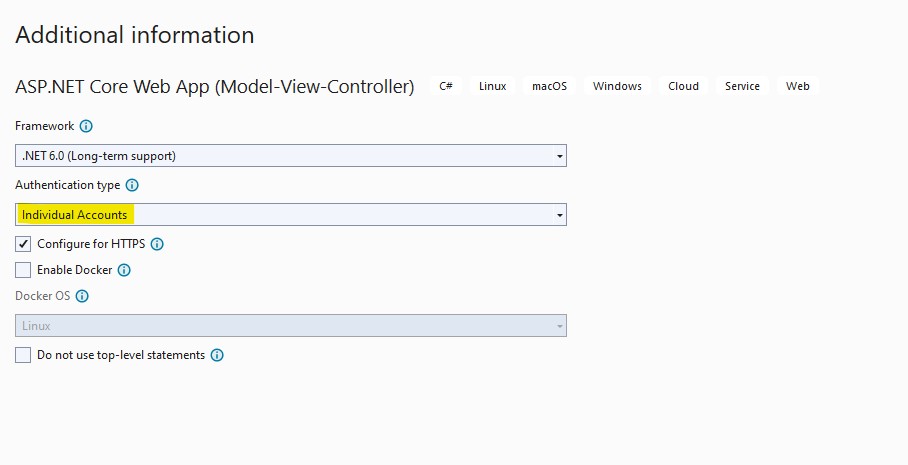 Additional information
ASP.NET Core Web App (Model-View-Controller) C# Linux macOS Windows Cloud Service Web
Framework
.NET 6.0 (Long-term support)
Authentication type
Individual Accounts
Configure for HTTPS
Enable Docker
Docker OS
Linux
Do not use top-level statements